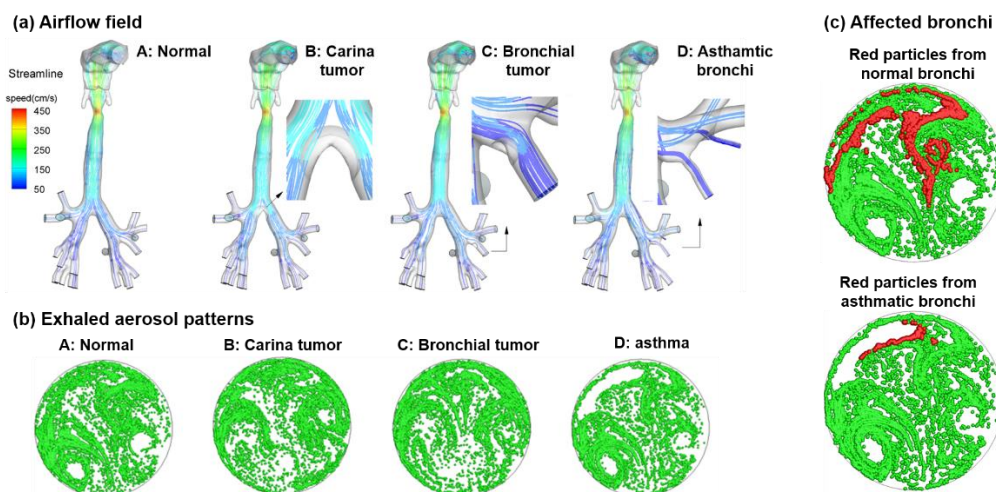 (a) Airflow field
A: Normal
B: Carina
tumor
C: Bronchial
tumor
D: Asthamtic
bronchi
Streamline
speed(cm/s)
450
350
250
150
50
(b) Exhaled aerosol patterns
A: Normal
B: Carina tumor
C: Bronchial tumor
D: asthma
(c) Affected bronchi
Red particles from
normal bronchi
Red particles from
asthmatic bronchi